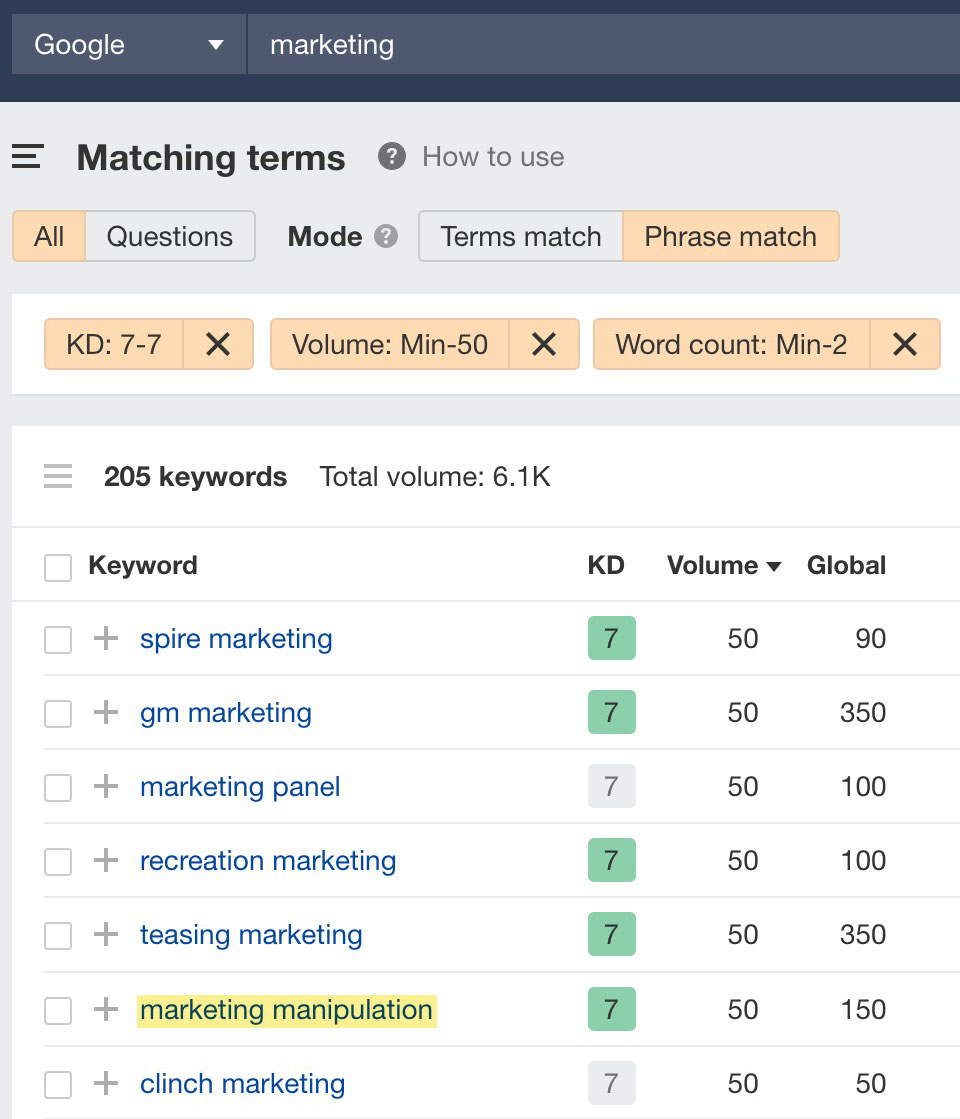 Google marketing
Matching terms ? How to use
All Questions Mode ? Terms match Phrase match
KD: 7-7 Volume: Min-50 Word count: Min-2
205 keywords Total volume: 6.1K
Keyword KD Volume Global
spire marketing 7 50 90
gm marketing 7 50 350
marketing panel 7 50 100
recreation marketing 7 50 100
teasing marketing 7 50 350
marketing manipulation 7 50 150
clinch marketing 7 50 50